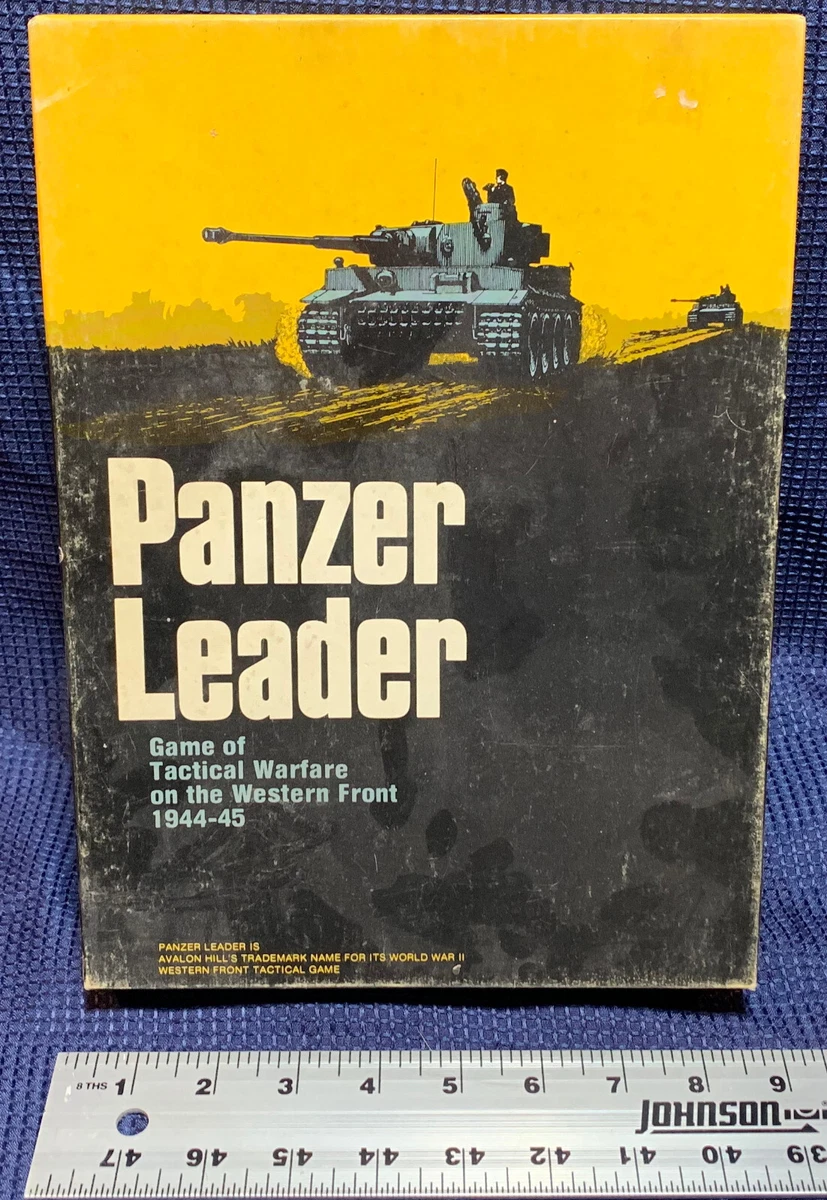 Panzer
Leader
Game of
Tactical Warfare
on the Western Front
1944-45
PANZER LEADER IS
AVALON HILL'S TRADEMARK NAME FOR ITS WORLD WAR II
WESTERN FRONT TACTICAL GAME
8 THS 1 2 3 4 5 6 7 8 9
JOHNSON
47 46 45 44 43 42 41 40 39